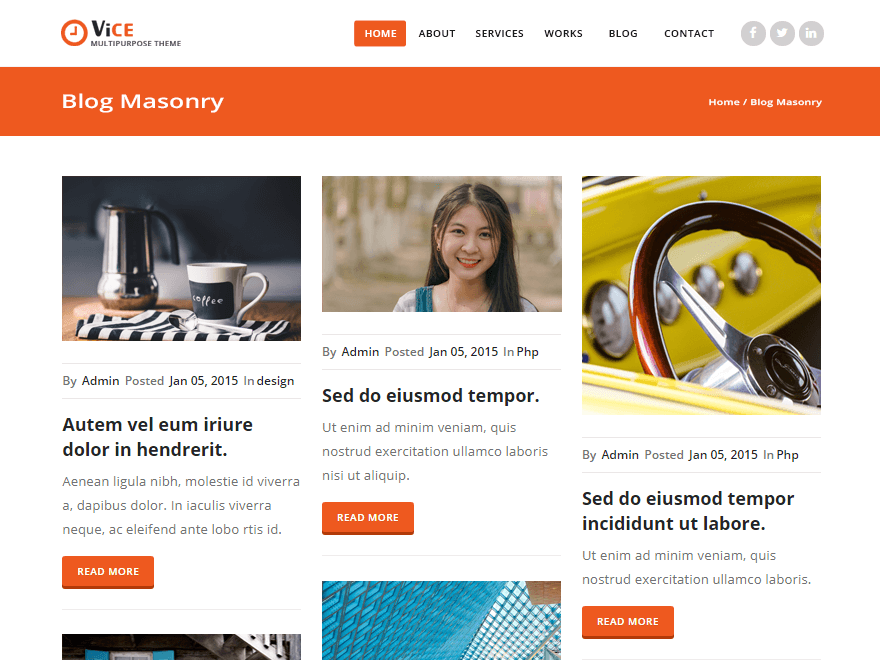 ViCE
MULTIPURPOSE THEME
HOME ABOUT SERVICES WORKS BLOG CONTACT
Blog Masonry
Home / Blog Masonry
coffee
By Admin Posted Jan 05, 2015 In design
Autem vel eum iriure
dolor in hendrerit.
Aenean ligula nibh, molestie id viverra
a, dapibus dolor. In iaculis viverra
neque, ac eleifend ante lobo rtis id.
READ MORE
By Admin Posted Jan 05, 2015 In Php
Sed do eiusmod tempor.
Ut enim ad minim veniam, quis
nostrud exercitation ullamco laboris
nisi ut aliquip.
READ MORE
By Admin Posted Jan 05, 2015 In Php
Sed do eiusmod tempor
incididunt ut labore.
Ut enim ad minim veniam, quis
nostrud exercitation ullamco laboris.
READ MORE